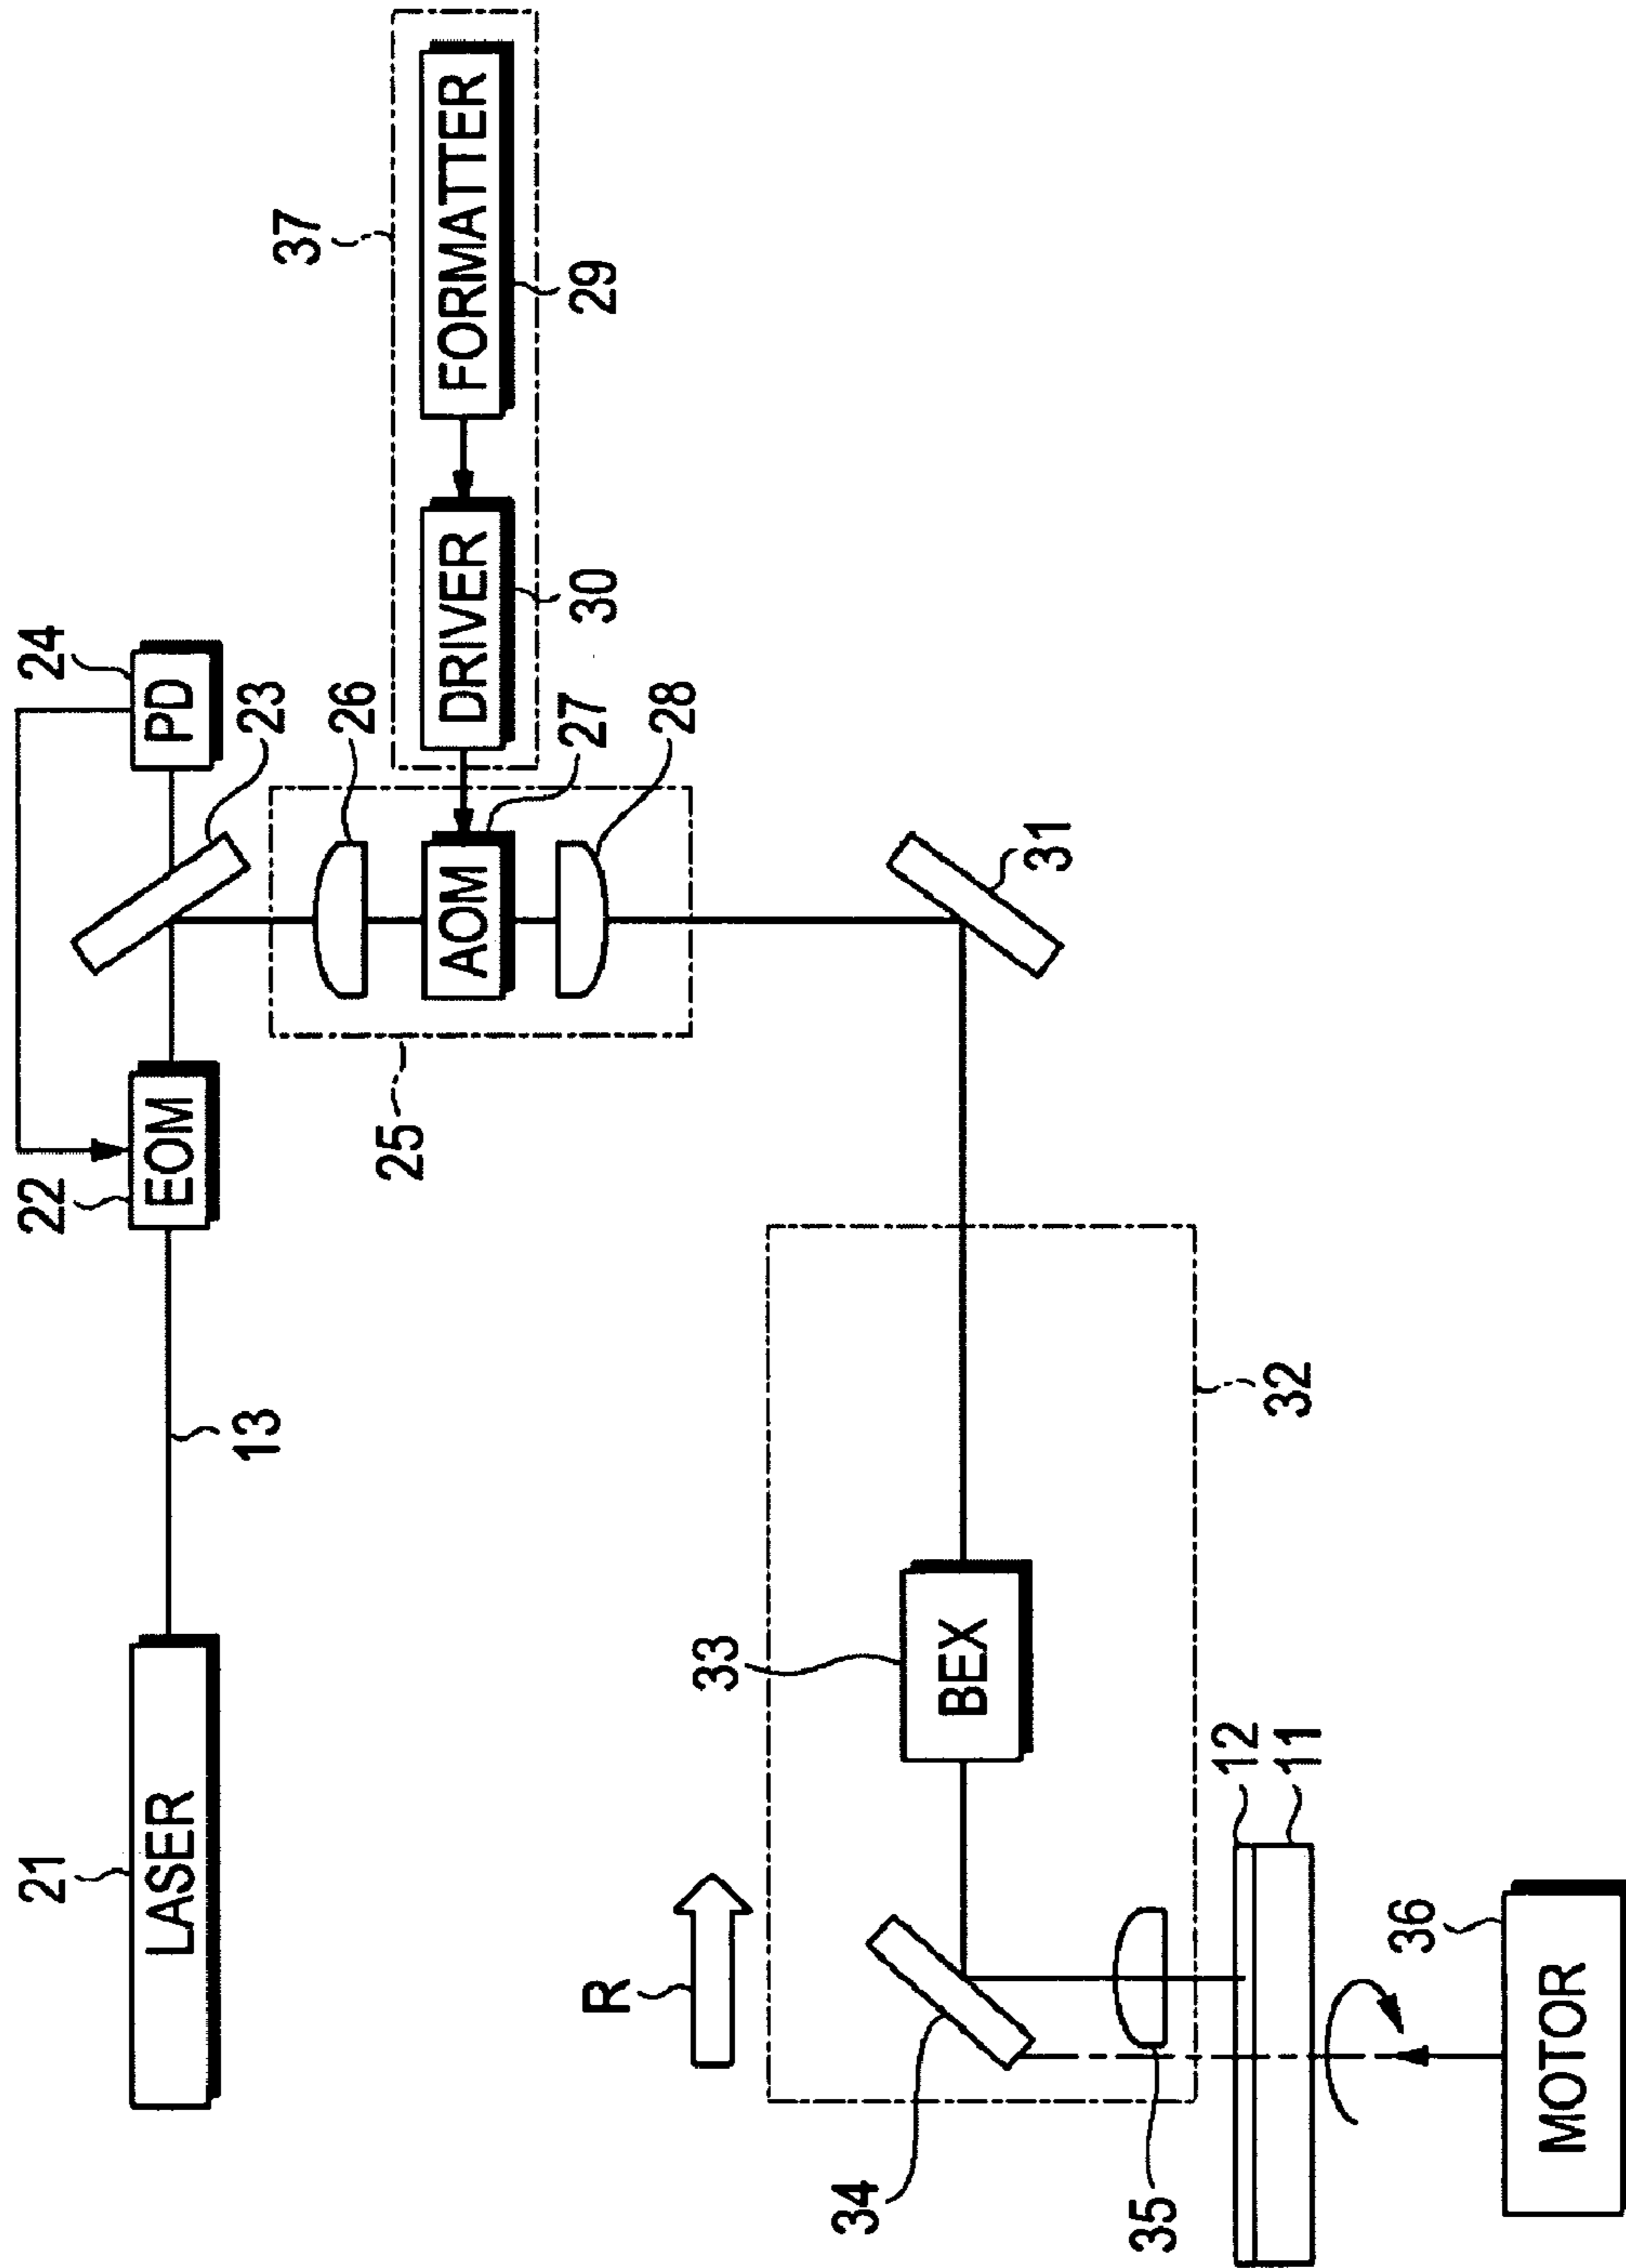 21
LASER
13
22
EOM
24
PD
23
26
25
AOM
27
28
37
DRIVER
30
FORMATTER
29
31
R
33
BEX
34
35
32
12
11
36
MOTOR